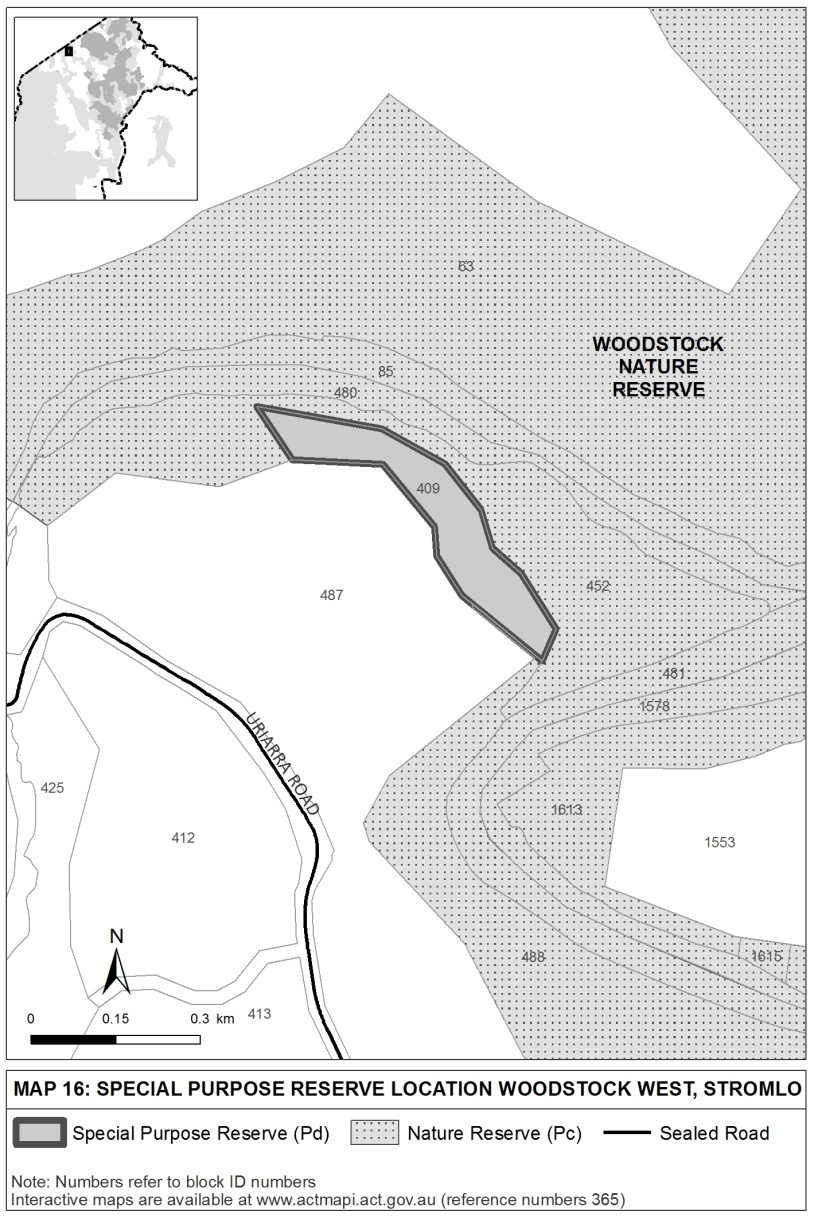 63
WOODSTOCK
NATURE
RESERVE
85
480
409
452
487
481
1578
URIARRA ROAD
425
1613
412
1553
N
488
1615
0 0.15 0.3 km
413
MAP 16: SPECIAL PURPOSE RESERVE LOCATION WOODSTOCK WEST, STROMLO
Special Purpose Reserve (Pd) Nature Reserve (Pc) Sealed Road
Note: Numbers refer to block ID numbers
Interactive maps are available at www.actmapi.act.gov.au (reference numbers 365)